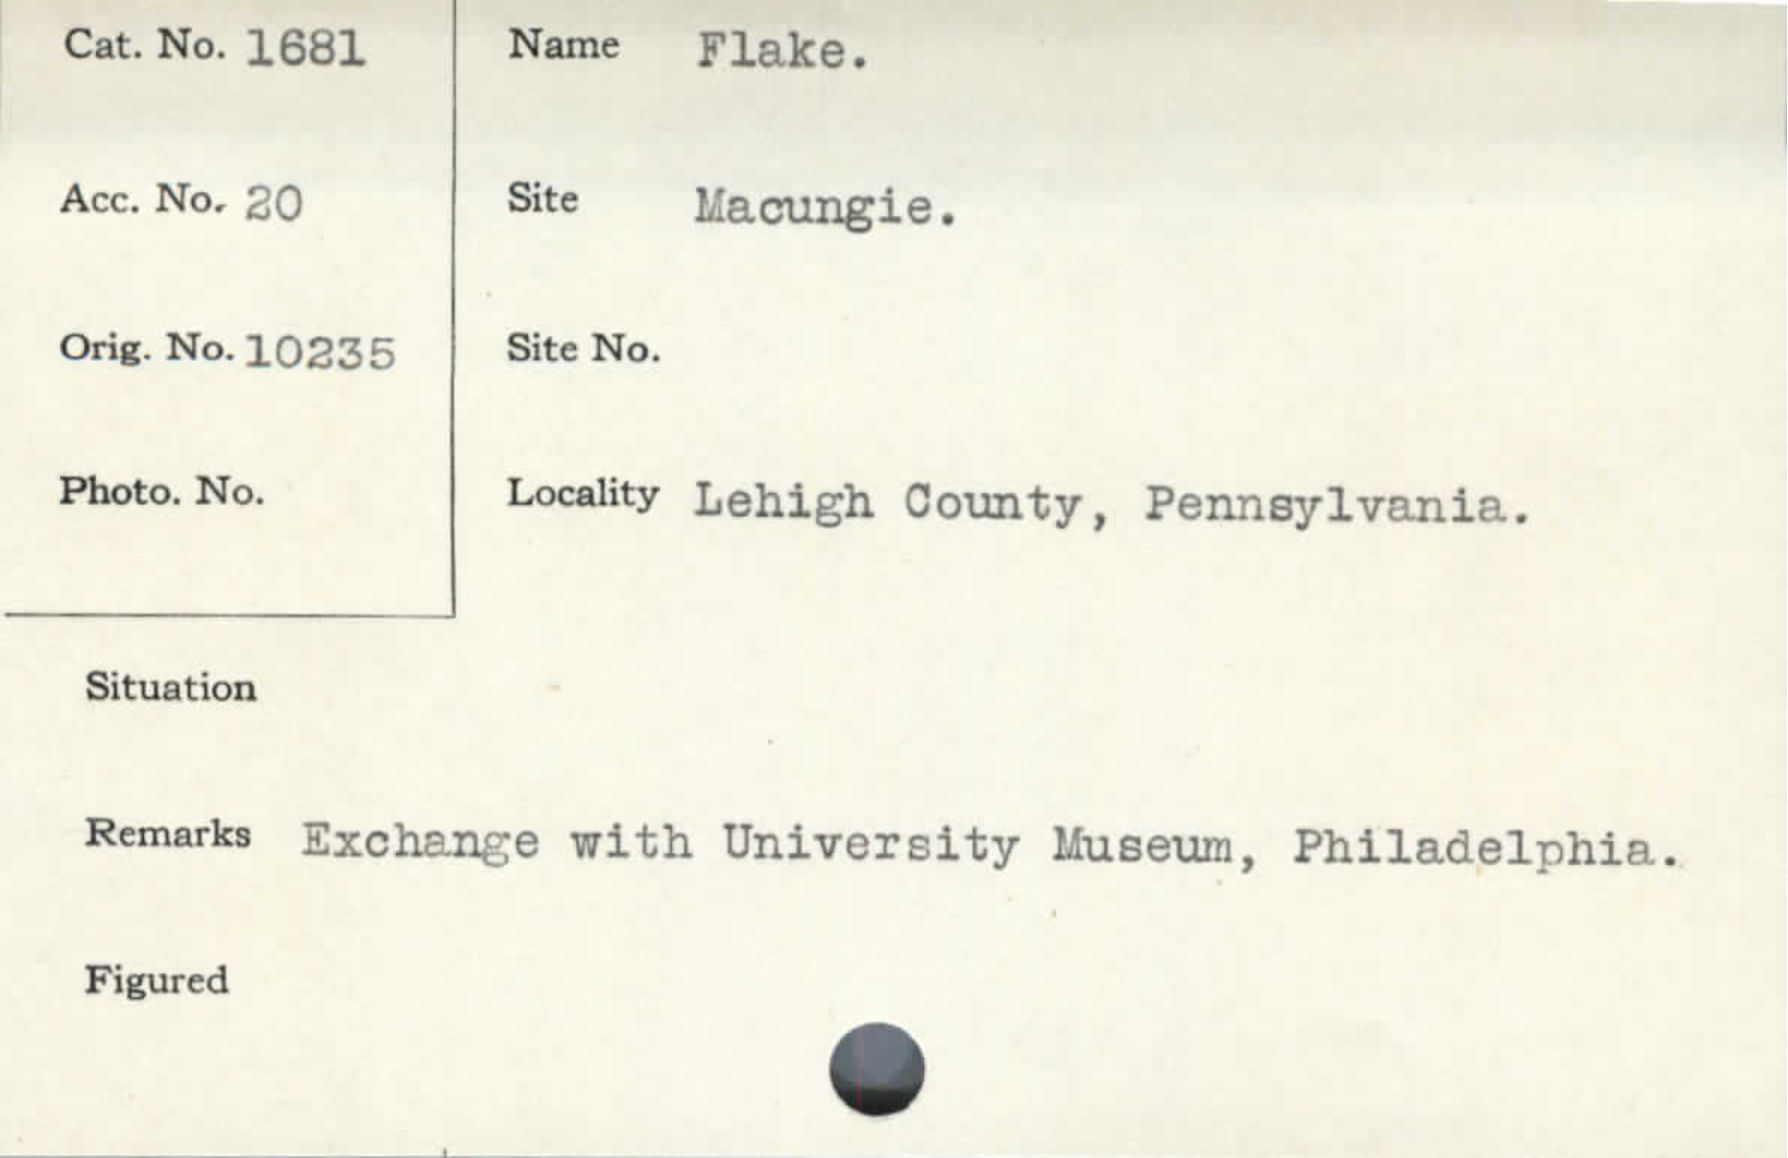 Cat. No. 1681
Name Flake.
Acc. No. 20
Site Macungie.
Orig. No. 10235
Site No.
Photo. No.
Locality Lehigh County, Pennsylvania.
Situation
Remarks Exchange with University Museum, Philadelphia.
Figured